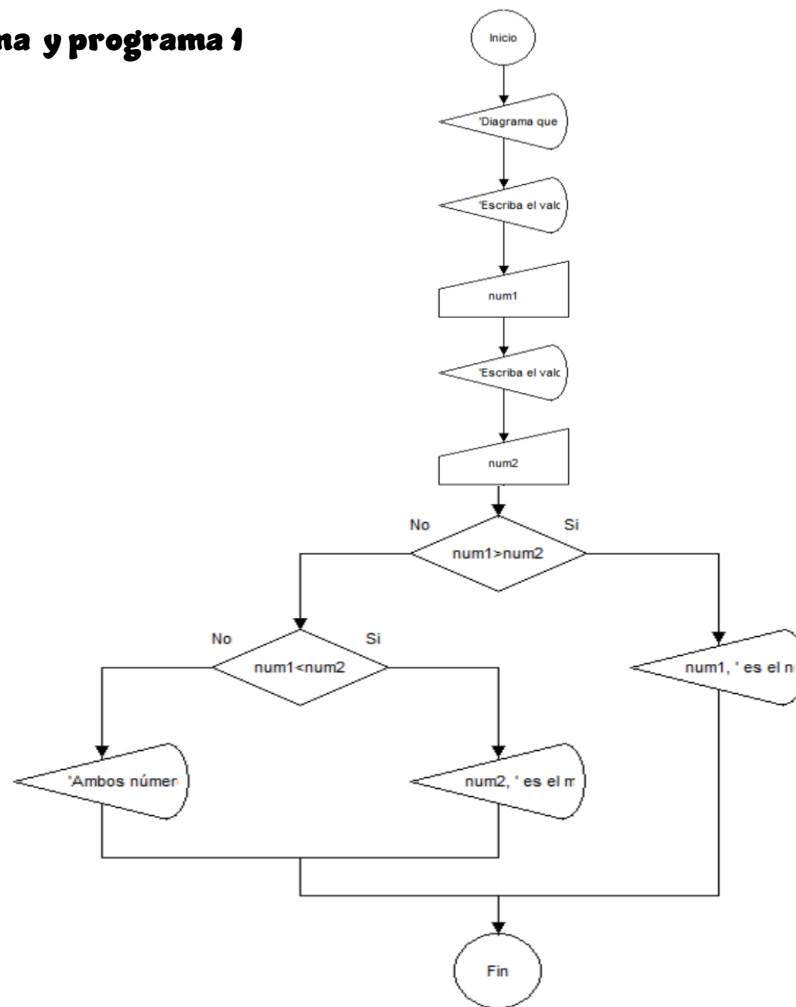 na y programa 1
Inicio
'Diagrama que
'Escriba el valo
num1
'Escriba el valo
num2
No
Si
num1>num2
No
Si
num1<num2
num1, ' es el n
'Ambos númer
num2, ' es el m
Fin